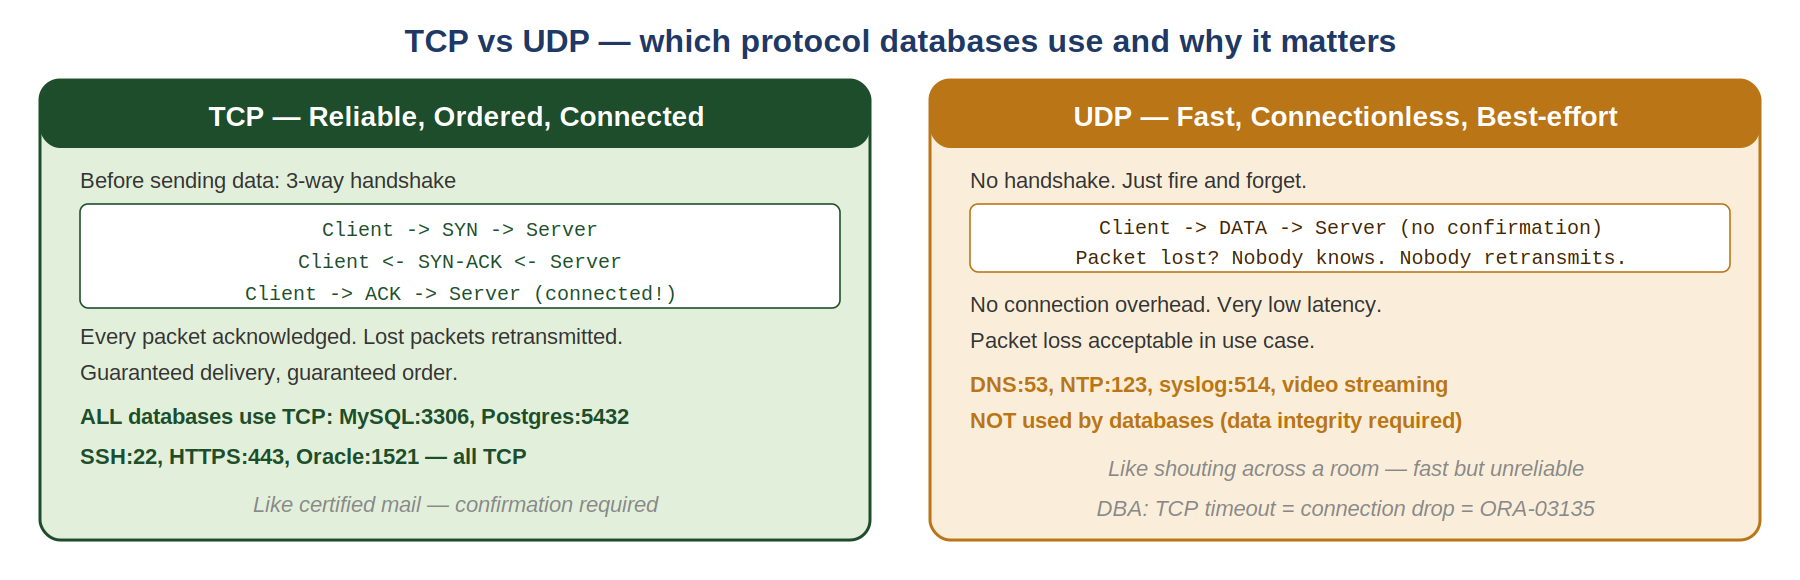 TCP vs UDP — which protocol databases use and why it matters
TCP — Reliable, Ordered, Connected
Before sending data: 3-way handshake
Client -> SYN -> Server
Client <- SYN-ACK <- Server
Client -> ACK -> Server (connected!)
Every packet acknowledged. Lost packets retransmitted.
Guaranteed delivery, guaranteed order.
ALL databases use TCP: MySQL:3306, Postgres:5432
SSH:22, HTTPS:443, Oracle:1521 — all TCP
Like certified mail — confirmation required
UDP — Fast, Connectionless, Best-effort
No handshake. Just fire and forget.
Client -> DATA -> Server (no confirmation)
Packet lost? Nobody knows. Nobody retransmits.
No connection overhead. Very low latency.
Packet loss acceptable in use case.
DNS:53, NTP:123, syslog:514, video streaming
NOT used by databases (data integrity required)
Like shouting across a room — fast but unreliable
DBA: TCP timeout = connection drop = ORA-03135